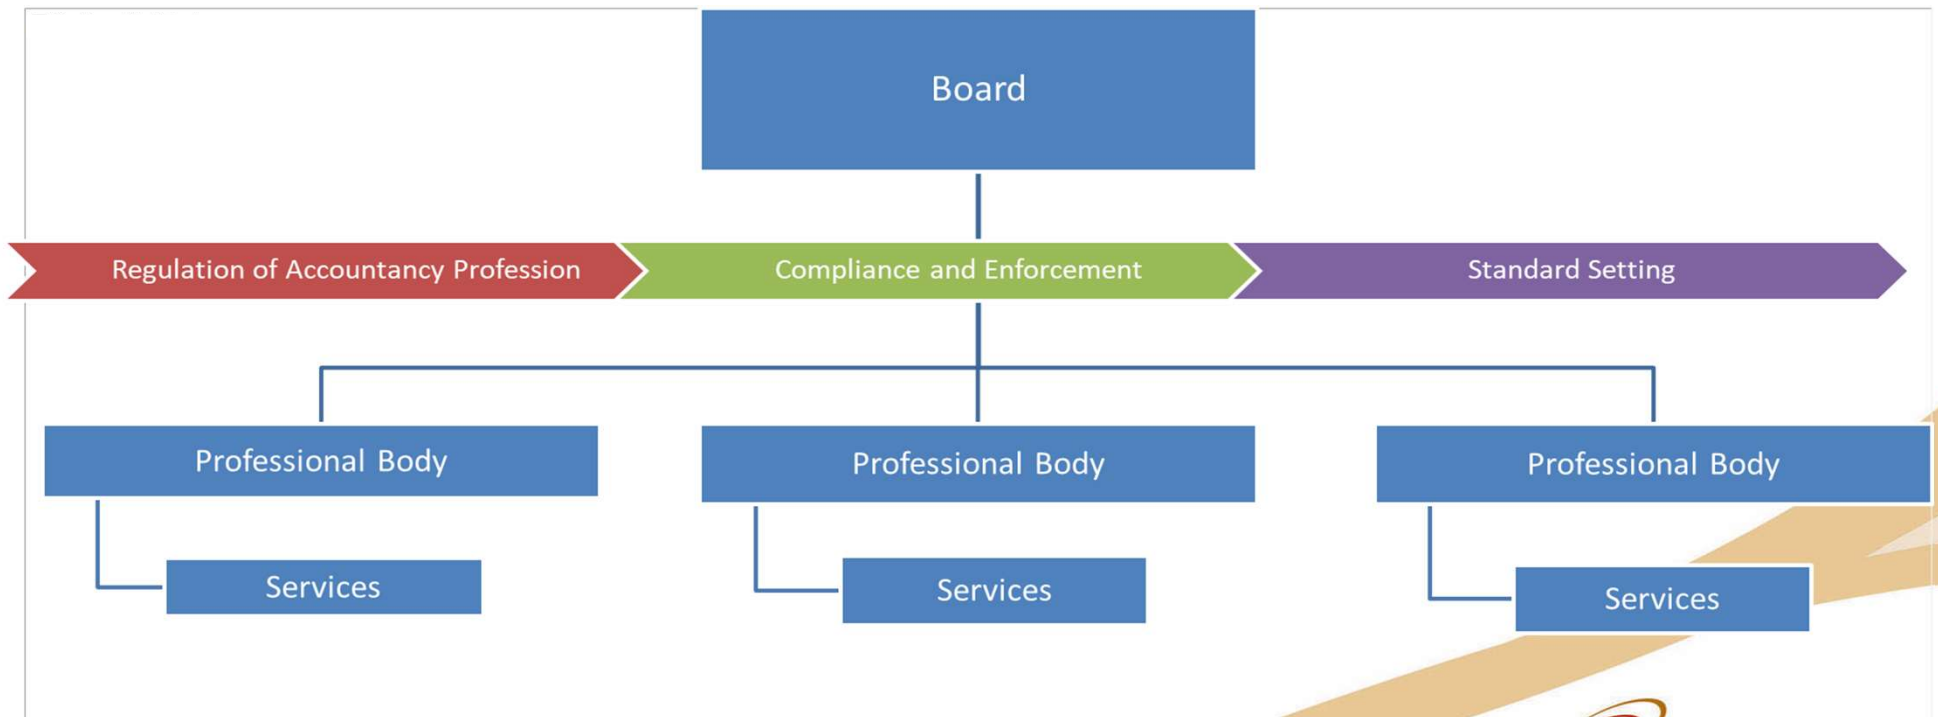 Board
Regulation of Accountancy Profession
Compliance and Enforcement
Standard Setting
Professional Body
Professional Body
Professional Body
Services
Services
Services